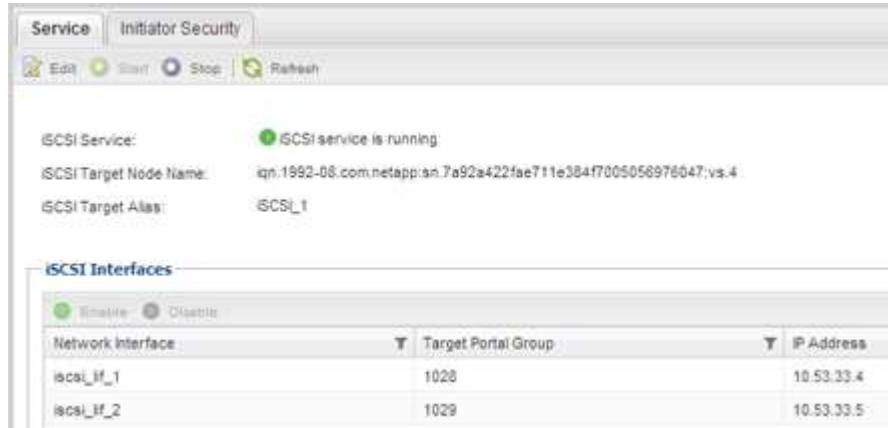 Service Initiator Security
Edit Start Stop Refresh
iSCSI Service: iSCSI service is running
iSCSI Target Node Name: iqn.1992-08.com.netapp:sn.7a92a422fae711e384f7005056976047:vs.4
iSCSI Target Alias: iSCSI_1
iSCSI Interfaces
Enable Disable
Network Interface Target Portal Group IP Address
iscsi_lif_1 1028 10.53.33.4
iscsi_lif_2 1029 10.53.33.5